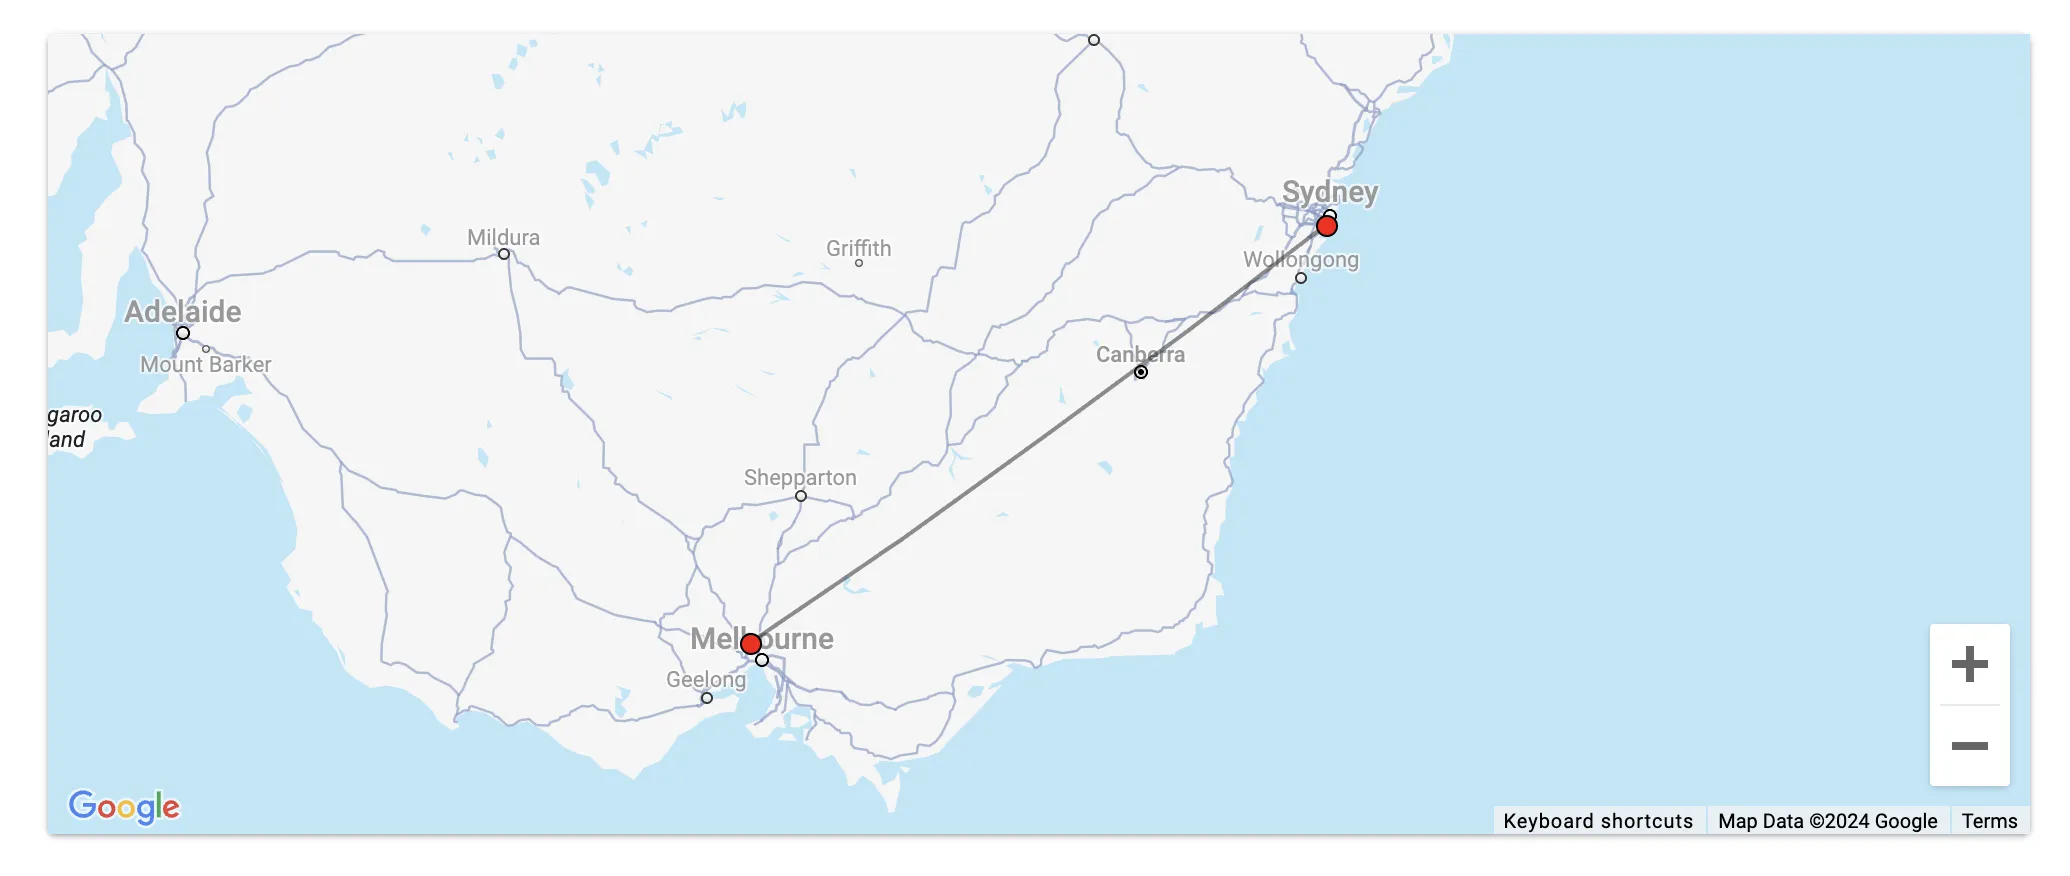 Sydney
Mildura
Griffith
Wollongong
Adelaide
Mount Barker
Canberra
garoo
land
Shepparton
Melbourne
Geelong
Google
Keyboard shortcuts
Map Data ©2024 Google
Terms